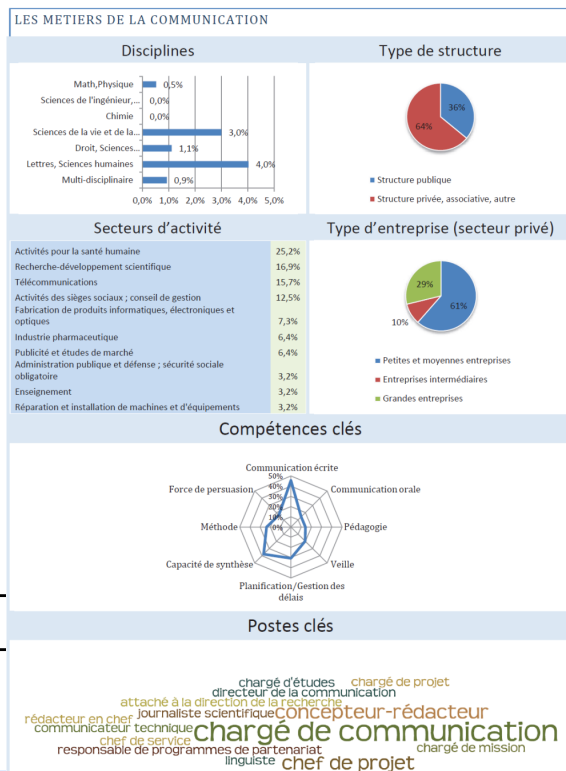 LES METIERS DE LA COMMUNICATION
Disciplines
Math,Physique
0,5%
Sciences de l'ingénieur,...
0,0%
Chimie
0,0%
Sciences de la vie et de la...
3,0%
Droit, Sciences...
1,1%
Lettres, Sciences humaines
4,0%
Multi-disciplinaire
0,9%
0,0% 1,0% 2,0% 3,0% 4,0% 5,0%
Type de structure
36%
64%
Structure publique
Structure privée, associative, autre
Secteurs d'activité
Activités pour la santé humaine 25,2%
Recherche-développement scientifique 16,9%
Télécommunications 15,7%
Activités des sièges sociaux ; conseil de gestion 12,5%
Fabrication de produits informatiques, électroniques et
optiques 7,3%
Industrie pharmaceutique 6,4%
Publicité et études de marché 6,4%
Administration publique et défense ; sécurité sociale
obligatoire 3,2%
Enseignement 3,2%
Réparation et installation de machines et d'équipements 3,2%
Type d'entreprise (secteur privé)
29%
61%
10%
Petites et moyennes entreprises
Entreprises intermédiaires
Grandes entreprises
Compétences clés
Communication écrite
50%
40%
30%
20%
10%
0%
Communication orale
Pédagogie
Veille
Planification/Gestion des
délais
Capacité de synthèse
Méthode
Force de persuasion
Postes clés
chargé d'études chargé de projet
directeur de la communication
attaché à la direction de la recherche
rédacteur en chef journaliste scientifique concepteur-rédacteur
communicateur technique chargé de communication
chef de service chargé de mission
responsable de programmes de partenariat
linguiste chef de projet